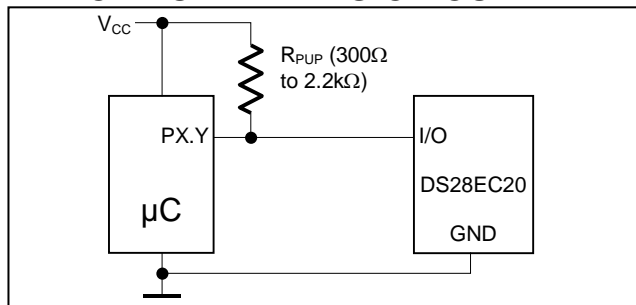 VCC
RPUP (300Ω
to 2.2kΩ)
PX.Y
I/O
DS28EC20
µC
GND